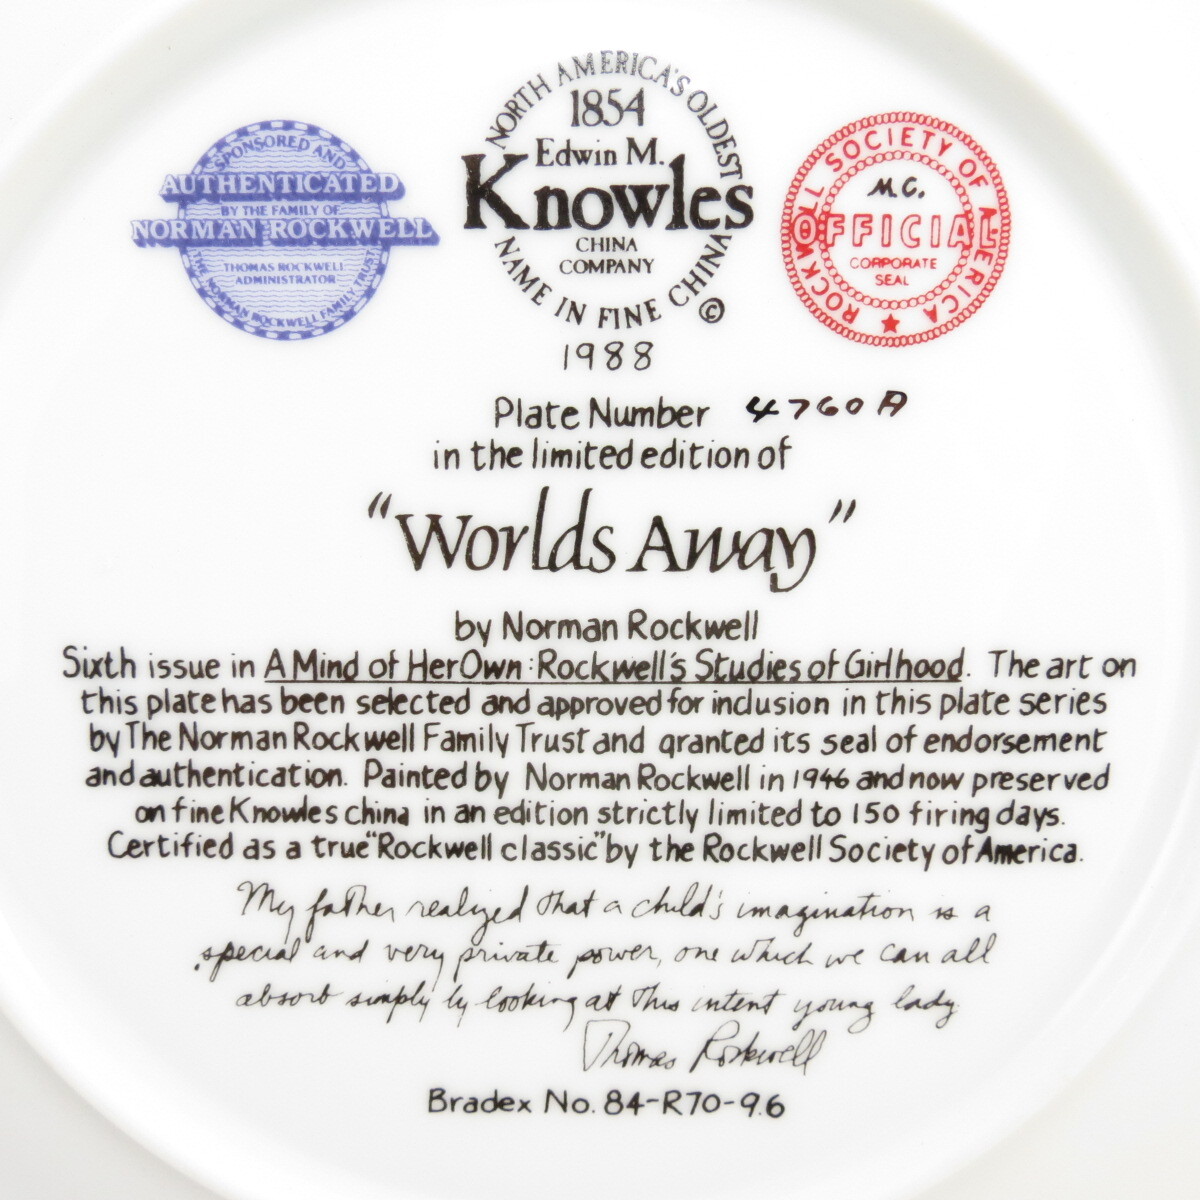 SPONSORED AND
AUTHENTICATED
BY THE FAMILY OF
NORMAN ROCKWELL
THOMAS ROCKWELL
ADMINISTRATOR
THE NORMAN ROCKWELL FAMILY TRUST
NORTH AMERICA'S OLDEST
1854
Edwin M.
Knowles
CHINA
COMPANY
NAME IN FINE CHINA
©
1988
ROCKWELL SOCIETY OF AMERICA
M.C.
OFFICIAL
CORPORATE
SEAL
Plate Number 4760A
in the limited edition of
“Worlds Away”
by Norman Rockwell
Sixth issue in A Mind of Her Own: Rockwell's Studies of Girlhood. The art on
this plate has been selected and approved for inclusion in this plate series
by The Norman Rockwell Family Trust and granted its seal of endorsement
and authentication. Painted by Norman Rockwell in 1946 and now preserved
on fine Knowles china in an edition strictly limited to 150 firing days.
Certified as a true "Rockwell classic" by the Rockwell Society of America.
My father realized that a child's imagination is a
special and very private power, one which we can all
absorb simply by looking at this intent young lady.
Thomas Rockwell
Bradex No. 84-R70-9.6